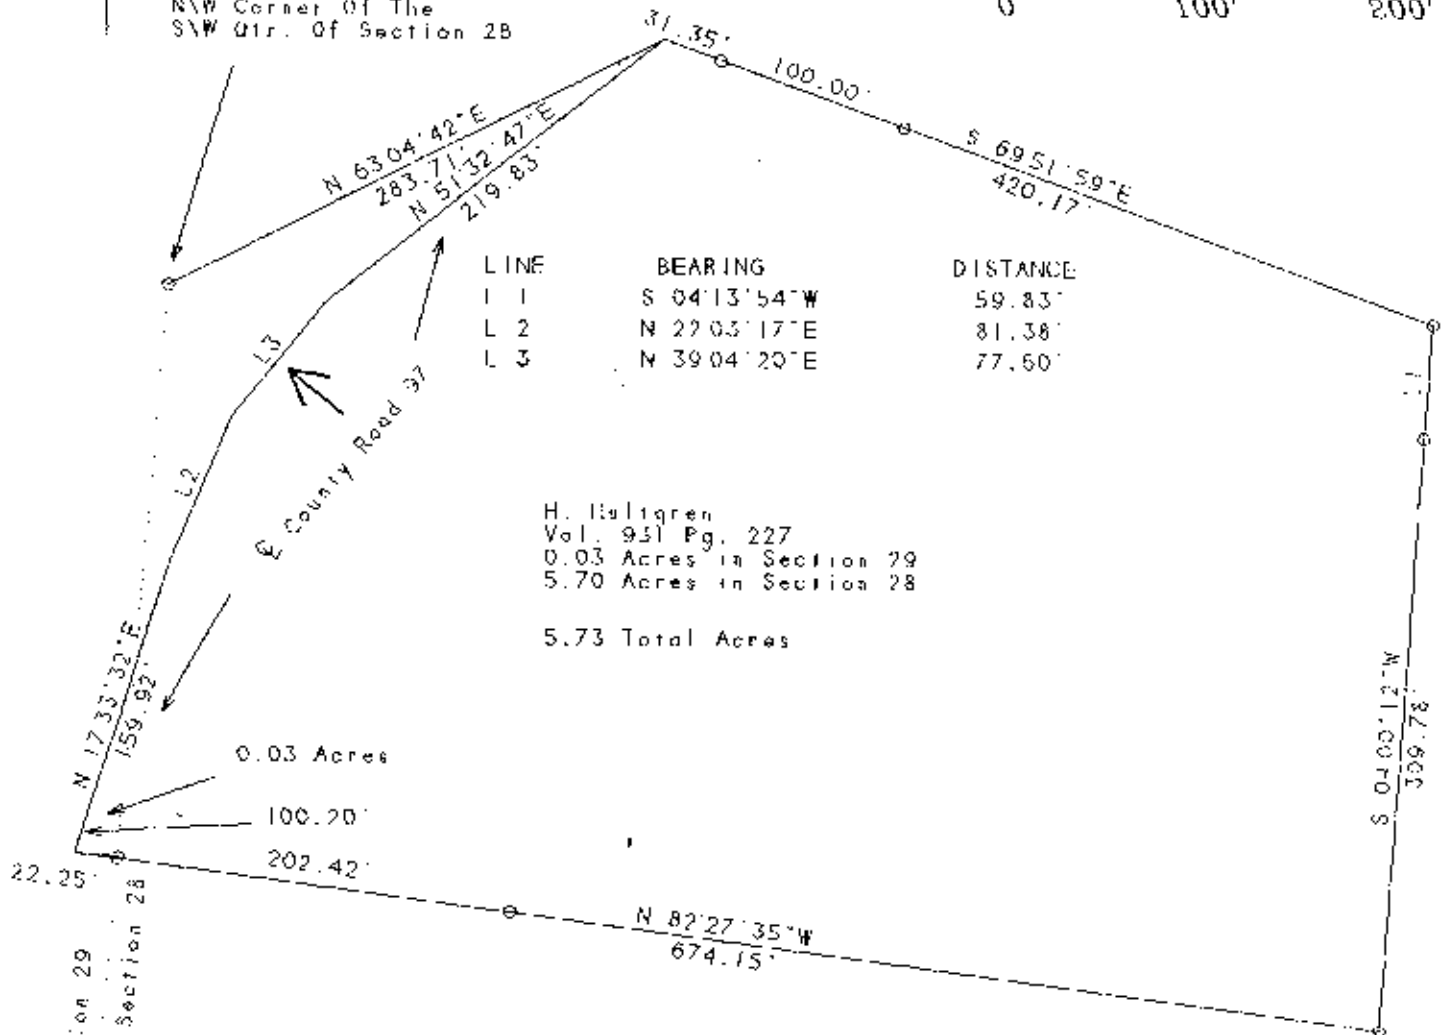 N\W Corner Of The
S\W Qtr. Of Section 28
0 100' 200'
31.35'
100.00'
S 69 51'59"E
420.17'
N 63 04'42"E
283.71'
N 51 32'47"E
219.83'
LINE BEARING DISTANCE
L 1 S 04 13'54"W 59.83'
L 2 N 22 03'17"E 81.38'
L 3 N 39 04'20"E 77.60'
L3
L2
L1
℄ County Road 97
H. Hultgren
Vol. 931 Pg. 227
0.03 Acres in Section 29
5.70 Acres in Section 28
5.73 Total Acres
N 17 33'32"E
159.92'
S 04 00'12"W
309.73'
0.03 Acres
100.20'
22.25'
202.42'
N 82 27'35"W
674.15'
ion 29
Section 28